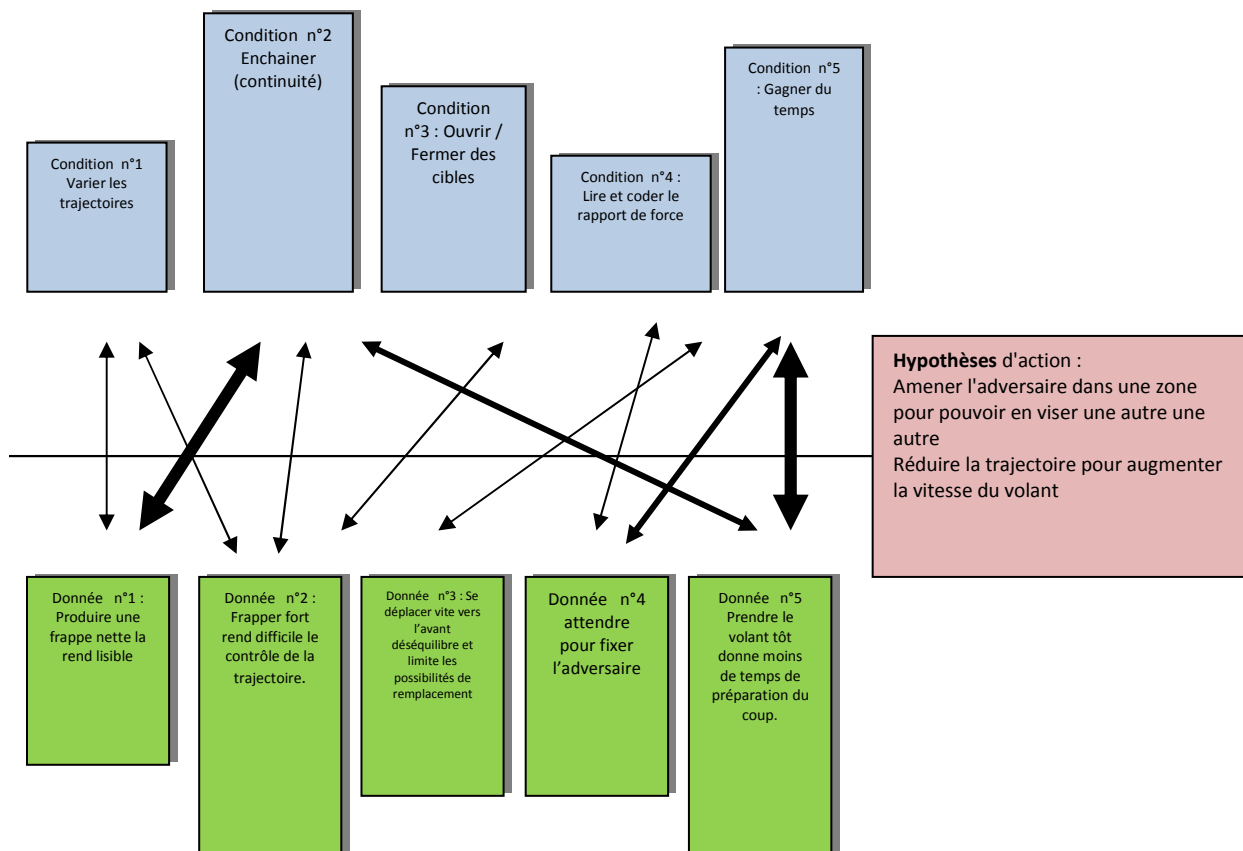 Condition n°1
Varier les
trajectoires
Condition n°2
Enchainer
(continuité)
Condition
n°3 : Ouvrir /
Fermer des
cibles
Condition n°4 :
Lire et coder le
rapport de force
Condition n°5
: Gagner du
temps
Hypothèses d'action :
Amener l'adversaire dans une zone
pour pouvoir en viser une autre une
autre
Réduire la trajectoire pour augmenter
la vitesse du volant
Donnée n°1 :
Produire une
frappe nette la
rend lisible
Donnée n°2 :
Frapper fort
rend difficile le
contrôle de la
trajectoire.
Donnée n°3 : Se
déplacer vite vers
l’avant
déséquilibre et
limite les
possibilités de
remplacement
Donnée n°4
attendre
pour fixer
l’adversaire
Donnée n°5
Prendre le
volant tôt
donne moins
de temps de
préparation du
coup.